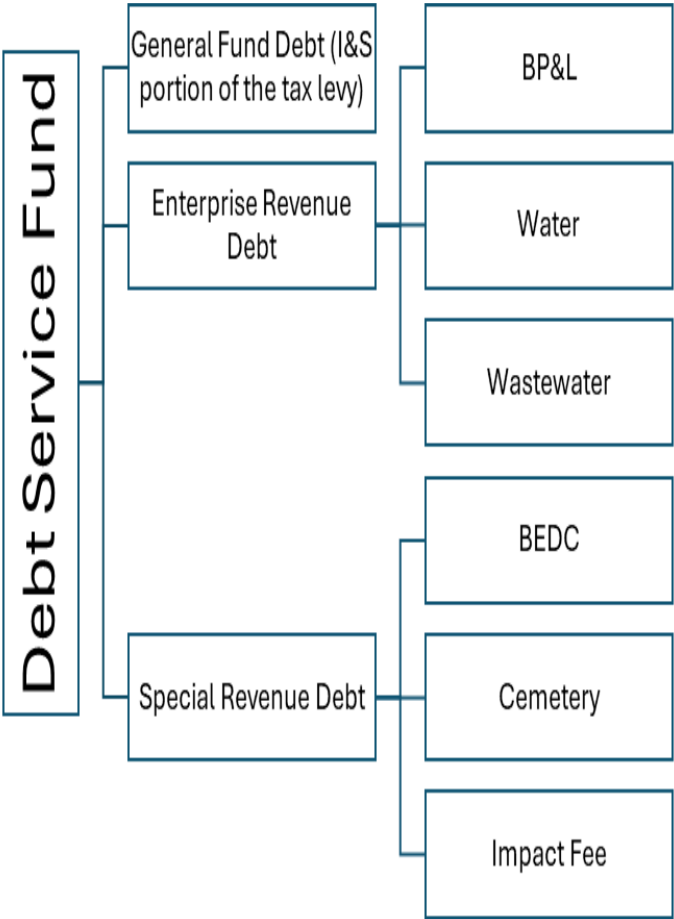 Debt Service Fund
General Fund Debt (I&S
portion of the tax levy)
Enterprise Revenue
Debt
BP&L
Water
Wastewater
Special Revenue Debt
BEDC
Cemetery
Impact Fee